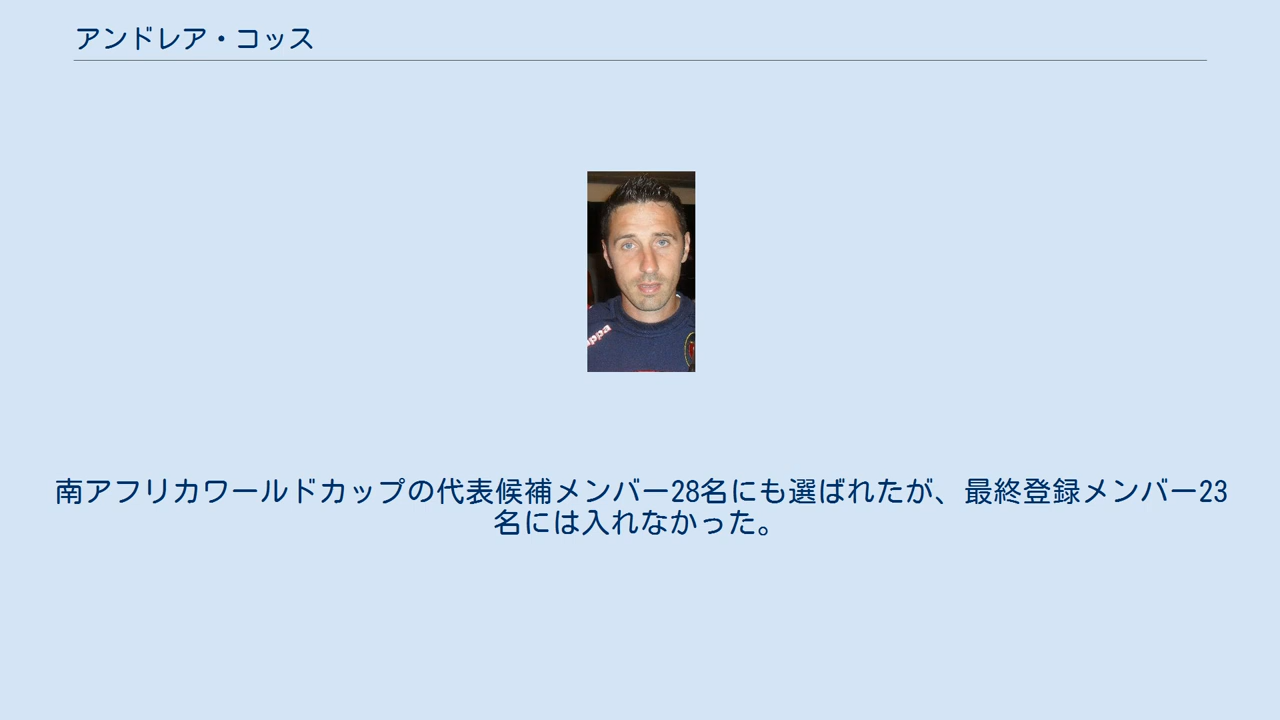 アンドレア・コッス
appa
南アフリカワールドカップの代表候補メンバー28名にも選ばれたが、最終登録メンバー23
名には入れなかった。